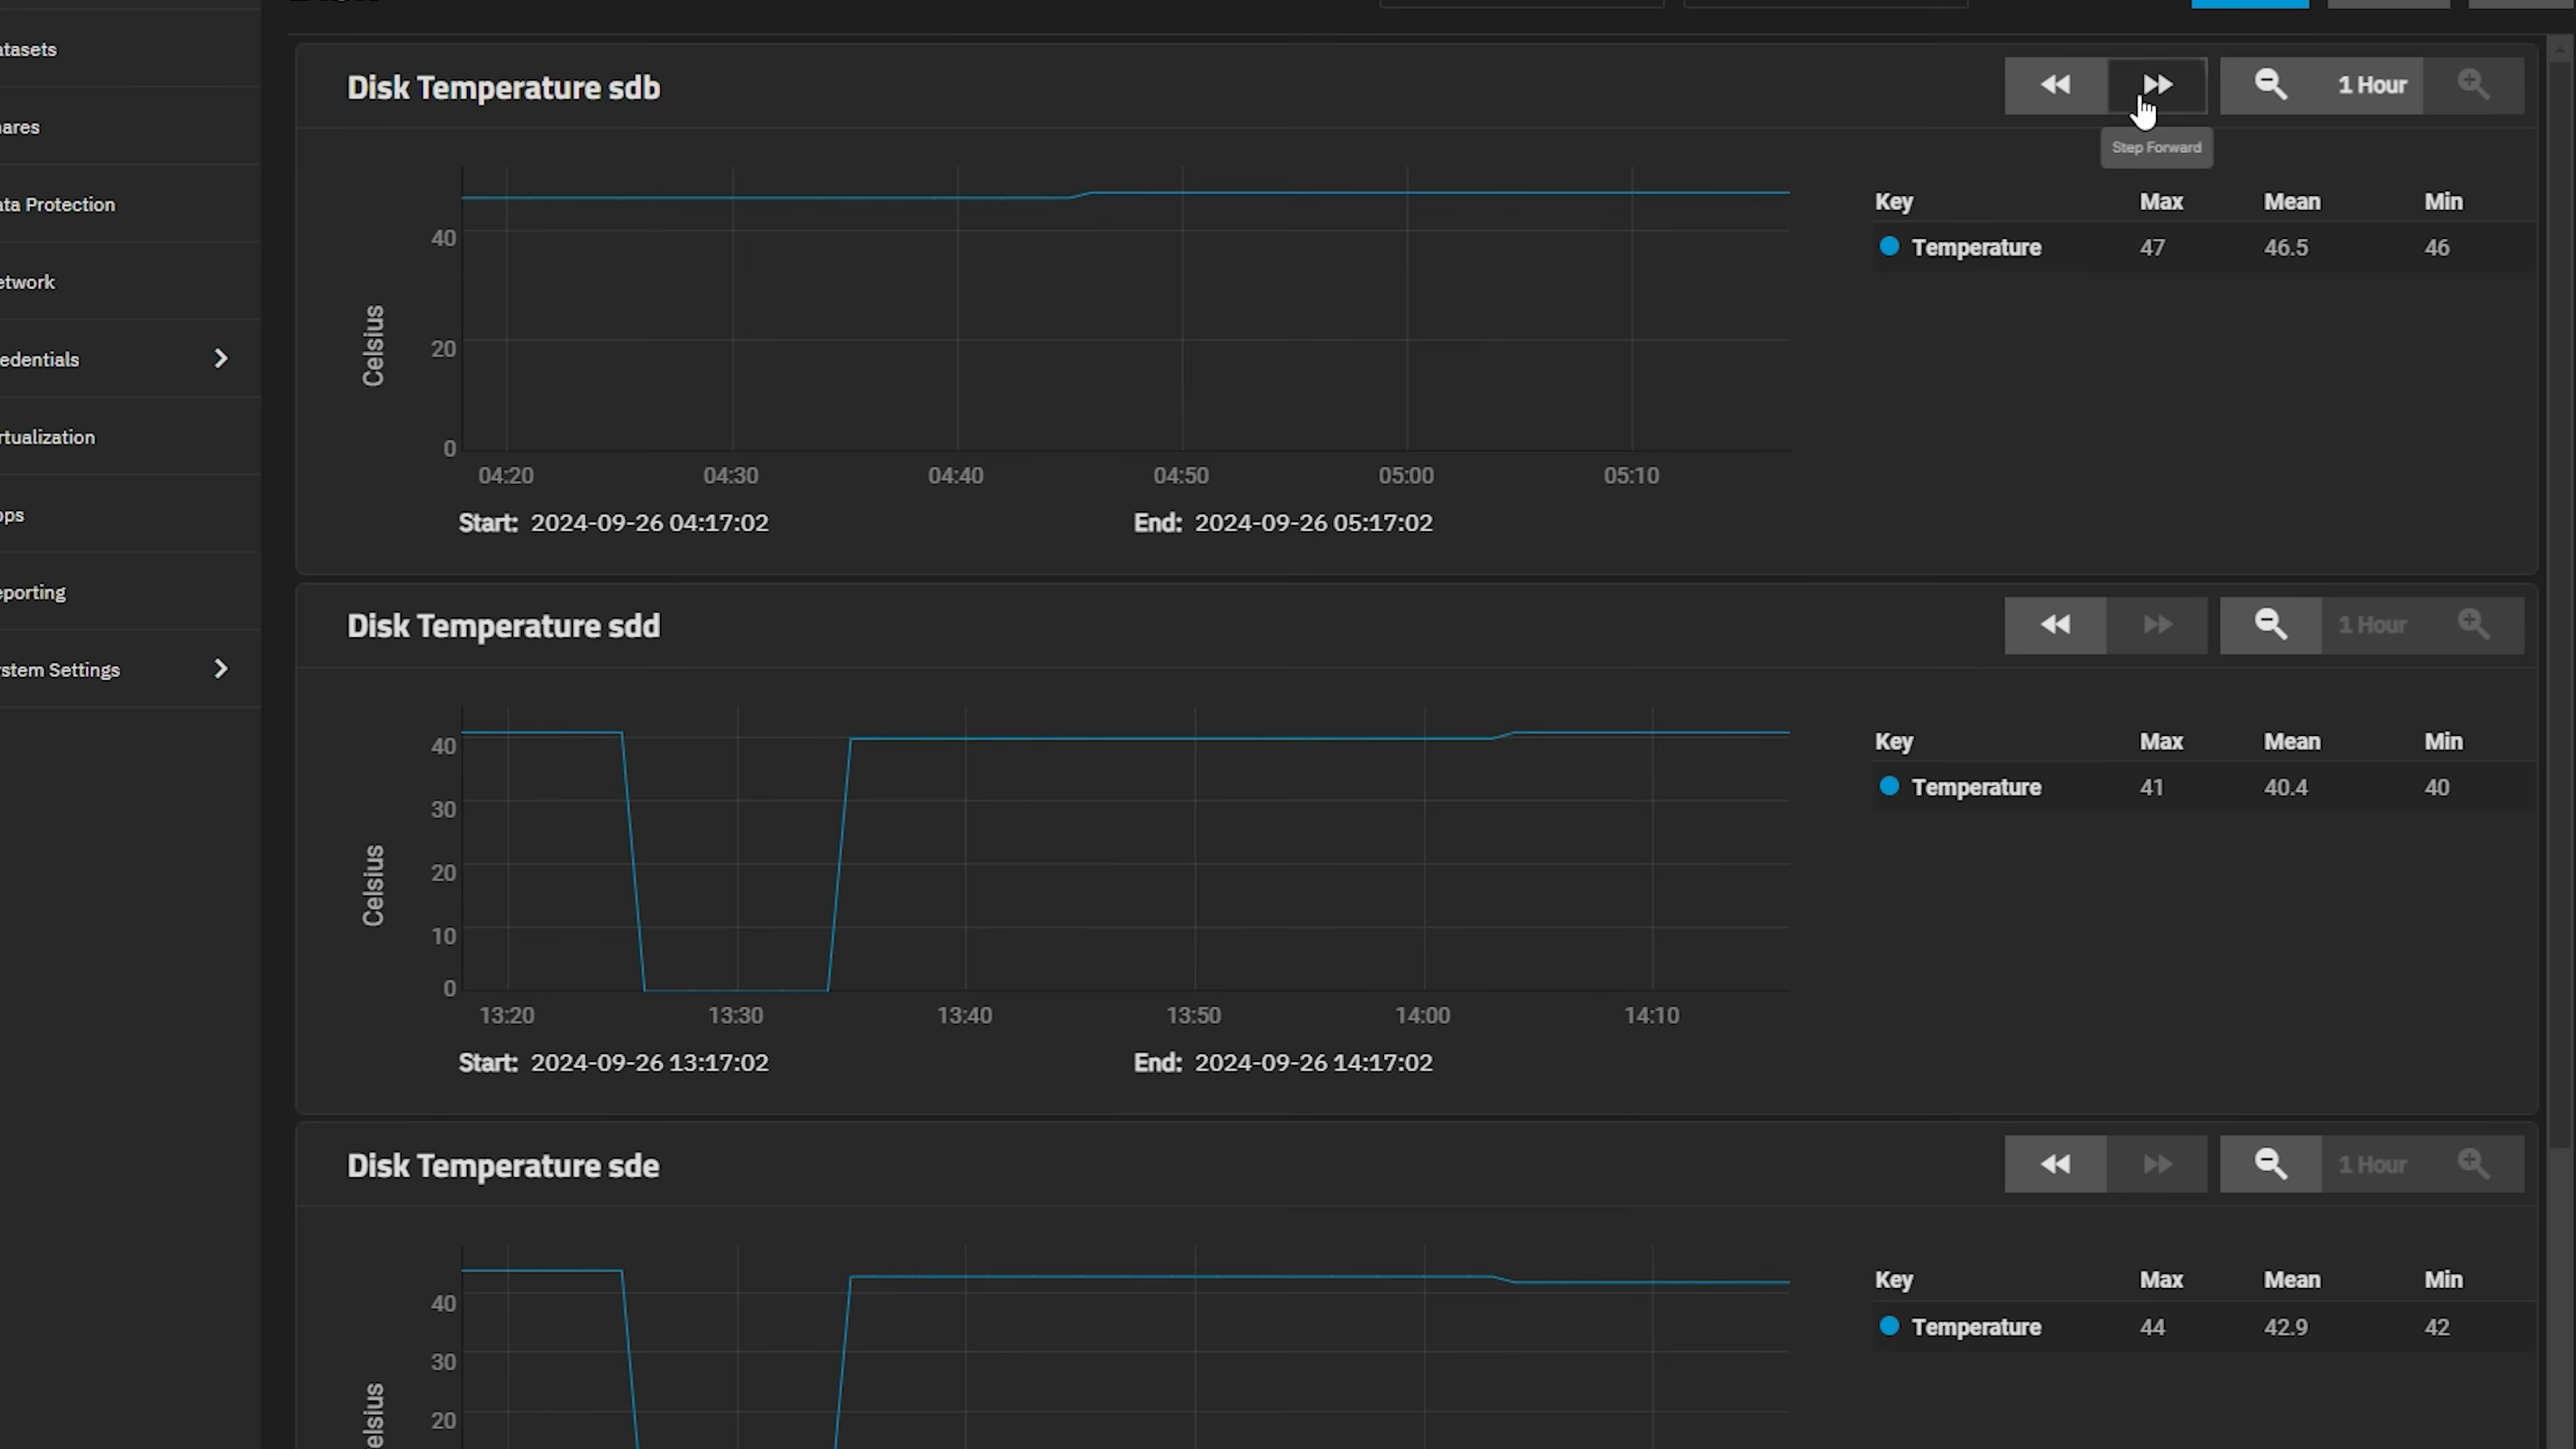 atasets
ares
ata Protection
etwork
edentials
rtualization
ps
eporting
stem Settings
Disk Temperature sdb
1 Hour
Step Forward
Key Max Mean Min
Temperature 47 46.5 46
Celsius
40
20
0
04:20 04:30 04:40 04:50 05:00 05:10
Start: 2024-09-26 04:17:02 End: 2024-09-26 05:17:02
Disk Temperature sdd
1 Hour
Key Max Mean Min
Temperature 41 40.4 40
Celsius
40
30
20
10
0
13:20 13:30 13:40 13:50 14:00 14:10
Start: 2024-09-26 13:17:02 End: 2024-09-26 14:17:02
Disk Temperature sde
1 Hour
Key Max Mean Min
Temperature 44 42.9 42
elsius
40
30
20